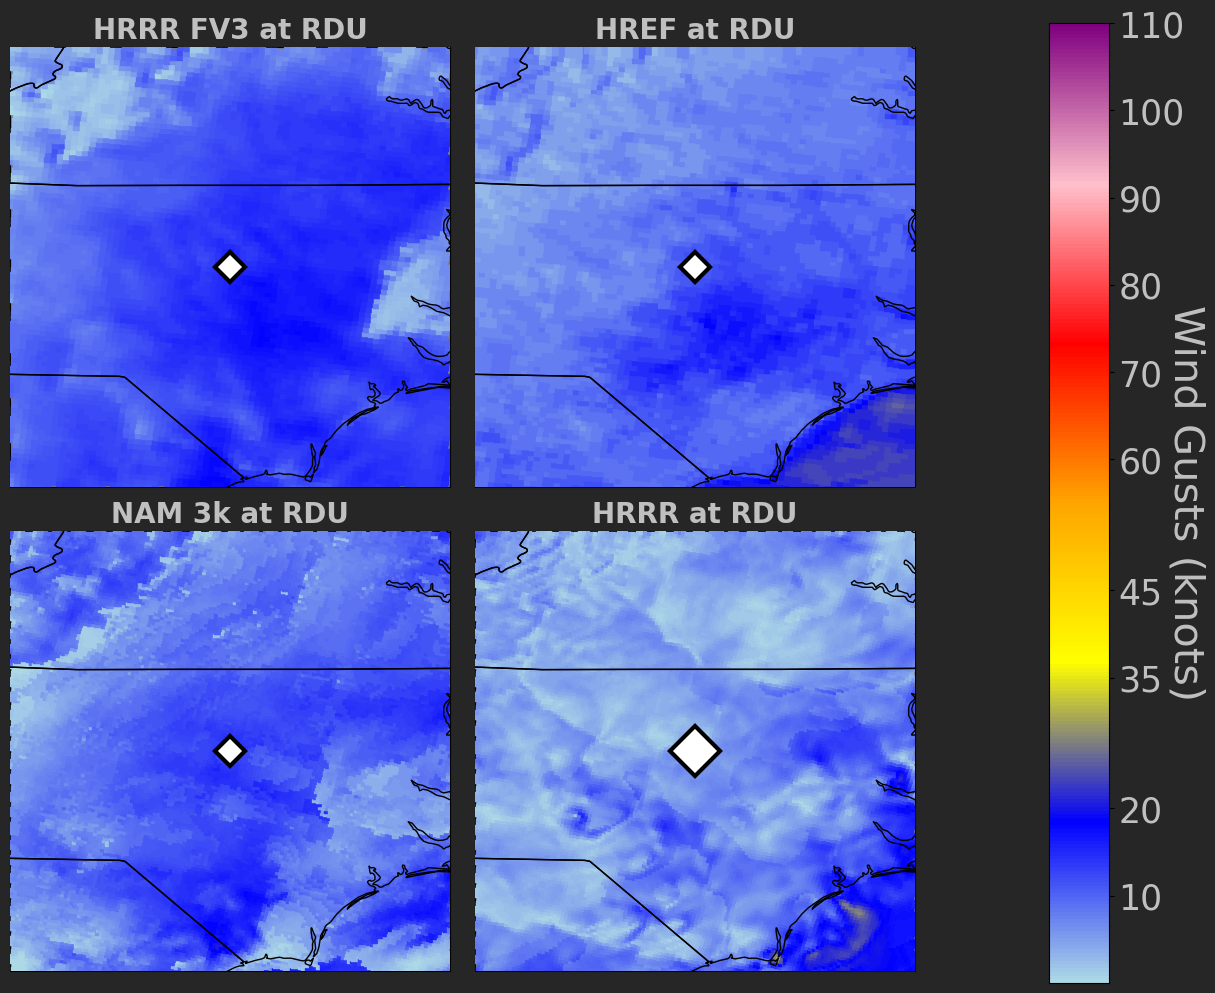 HRRR FV3 at RDU
HREF at RDU
NAM 3k at RDU
HRRR at RDU
110
100
90
80
70
60
45
35
20
10
Wind Gusts (knots)